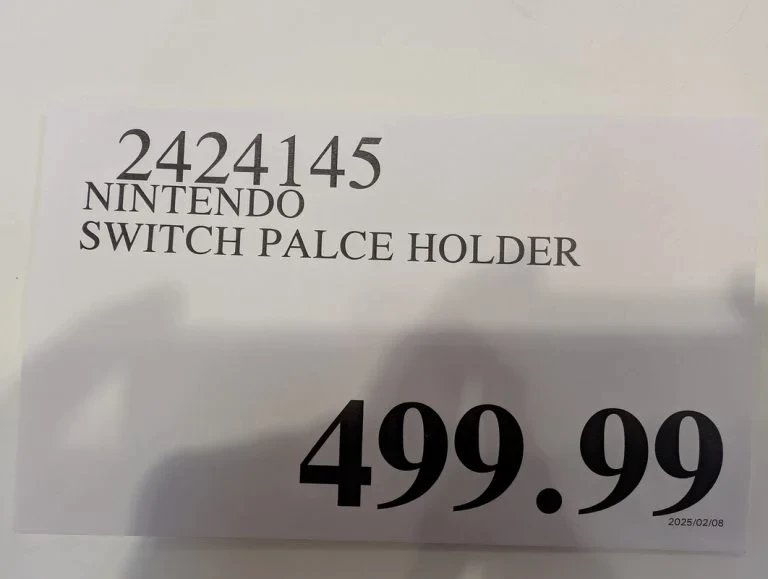 2424145
NINTENDO
SWITCH PALCE HOLDER
499.99
2025/02/08